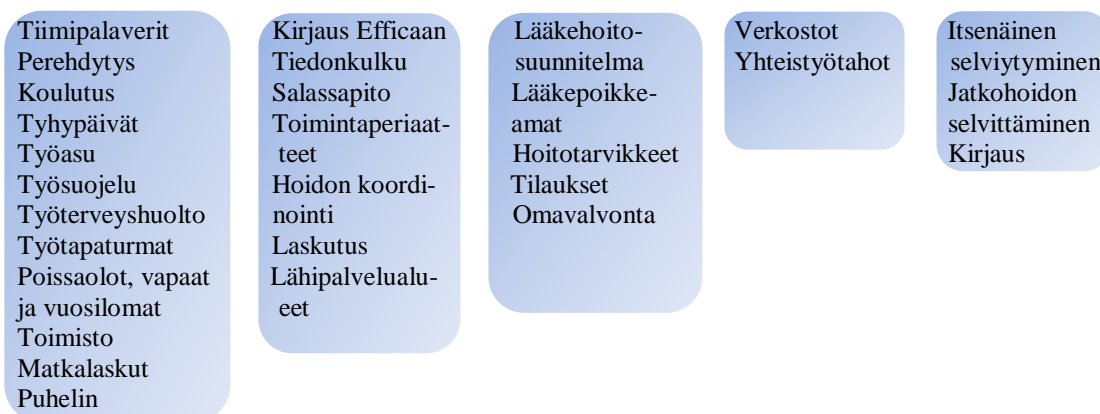 Tiimipalaverit
Perehdytys
Koulutus
Tyhypäivät
Työasu
Työsuojelu
Työterveyshuolto
Työtapaturmat
Poissaolot, vapaat
ja vuosilomat
Toimisto
Matkalaskut
Puhelin
Kirjaus Efficaan
Tiedonkulku
Salassapito
Toimintaperiaat-
teet
Hoidon koordi-
nointi
Laskutus
Lähipalvelualu-
eet
Lääkehoito-
suunnitelma
Lääkepoikke-
amat
Hoitotarvikkeet
Tilaukset
Omavalvonta
Verkostot
Yhteistyötahot
Itsenäinen
selviytyminen
Jatkohoidon
selvittäminen
Kirjaus